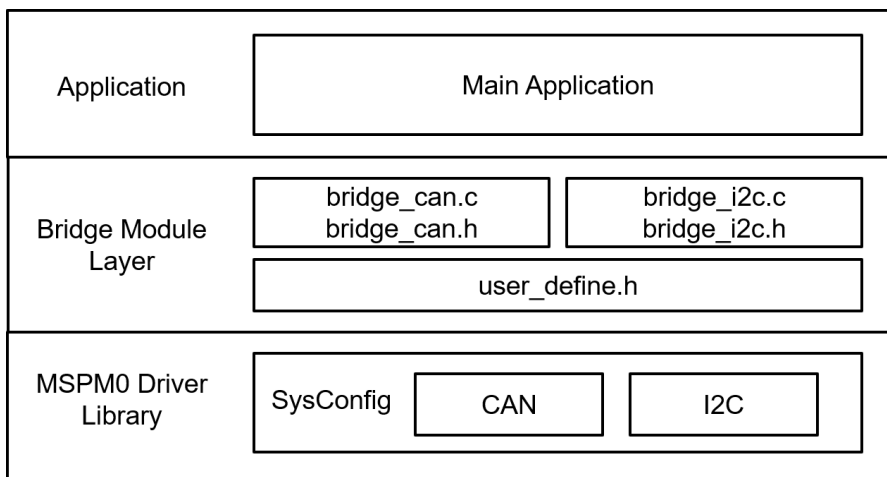 Application
Main Application
Bridge Module
Layer
bridge_can.c
bridge_can.h
bridge_i2c.c
bridge_i2c.h
user_define.h
MSPM0 Driver
Library
SysConfig
CAN
I2C